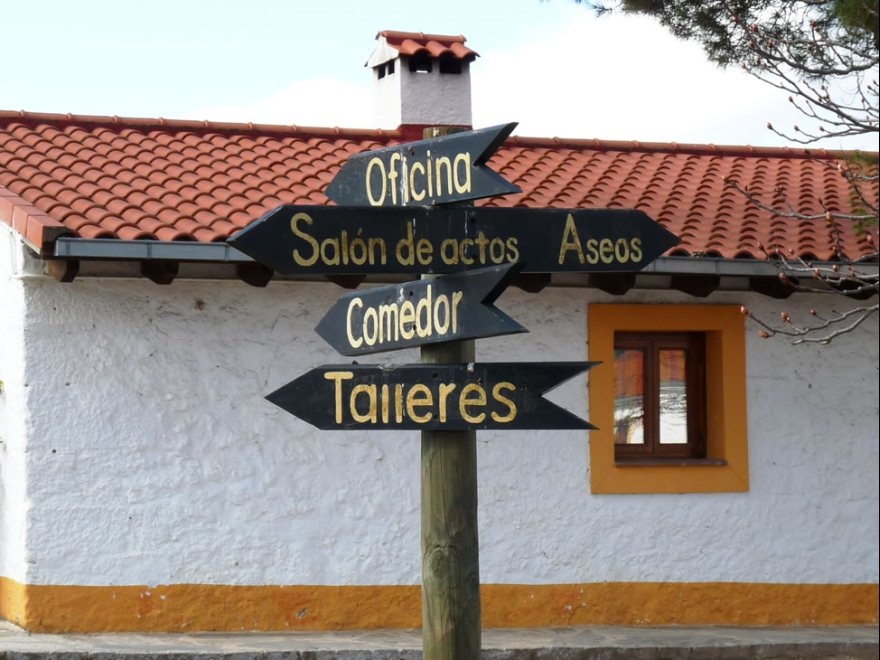 Oficina
Salón de actos Aseos
Comedor
Talleres